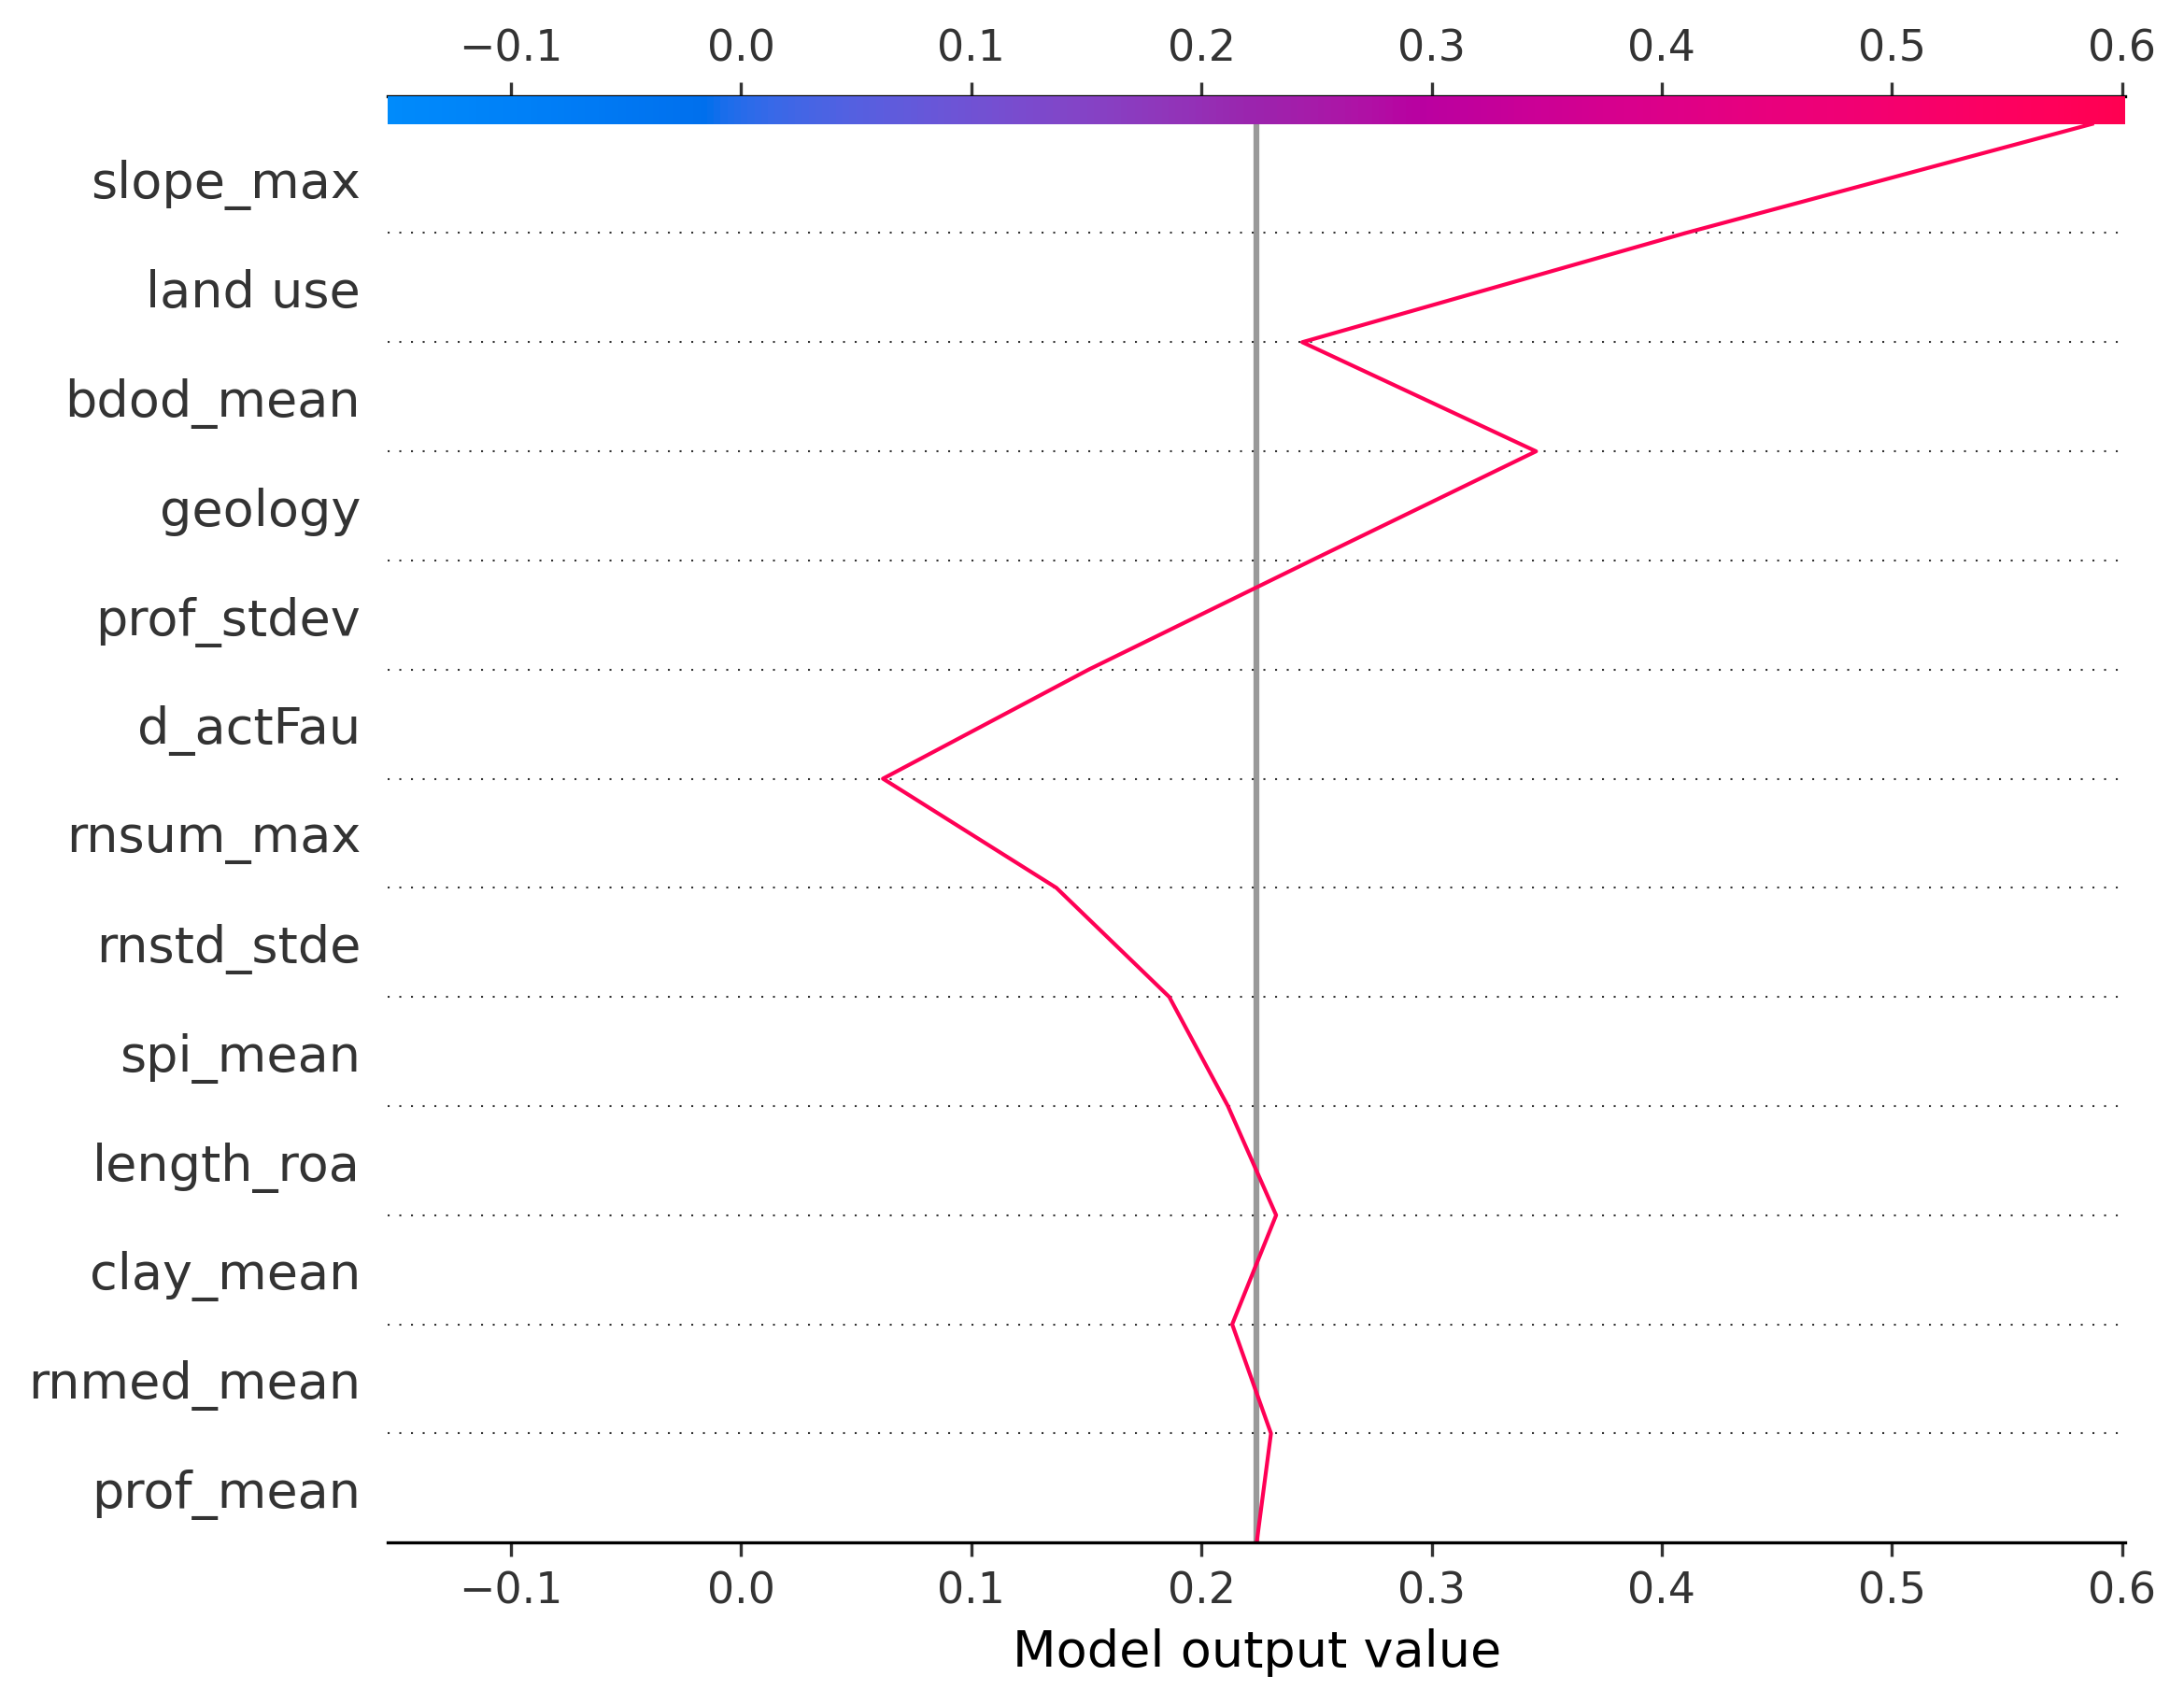 −0.1 0.0 0.1 0.2 0.3 0.4 0.5 0.6
slope_max
land use
bdod_mean
geology
prof_stdev
d_actFau
rnsum_max
rnstd_stde
spi_mean
length_roa
clay_mean
rnmed_mean
prof_mean
−0.1 0.0 0.1 0.2 0.3 0.4 0.5 0.6
Model output value